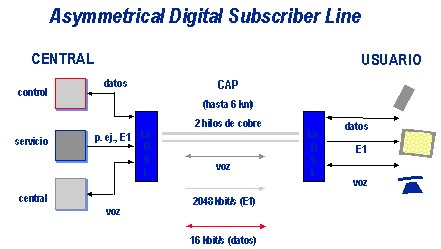 Asymmetrical Digital Subscriber Line
CENTRAL
USUARIO
control
datos
CAP
(hasta 6 kn)
2 hilos de cobre
servicio
p. ej., E1
datos
E1
voz
central
voz
voz
2048 kbit/s (E1)
16 kbit/s (datos)